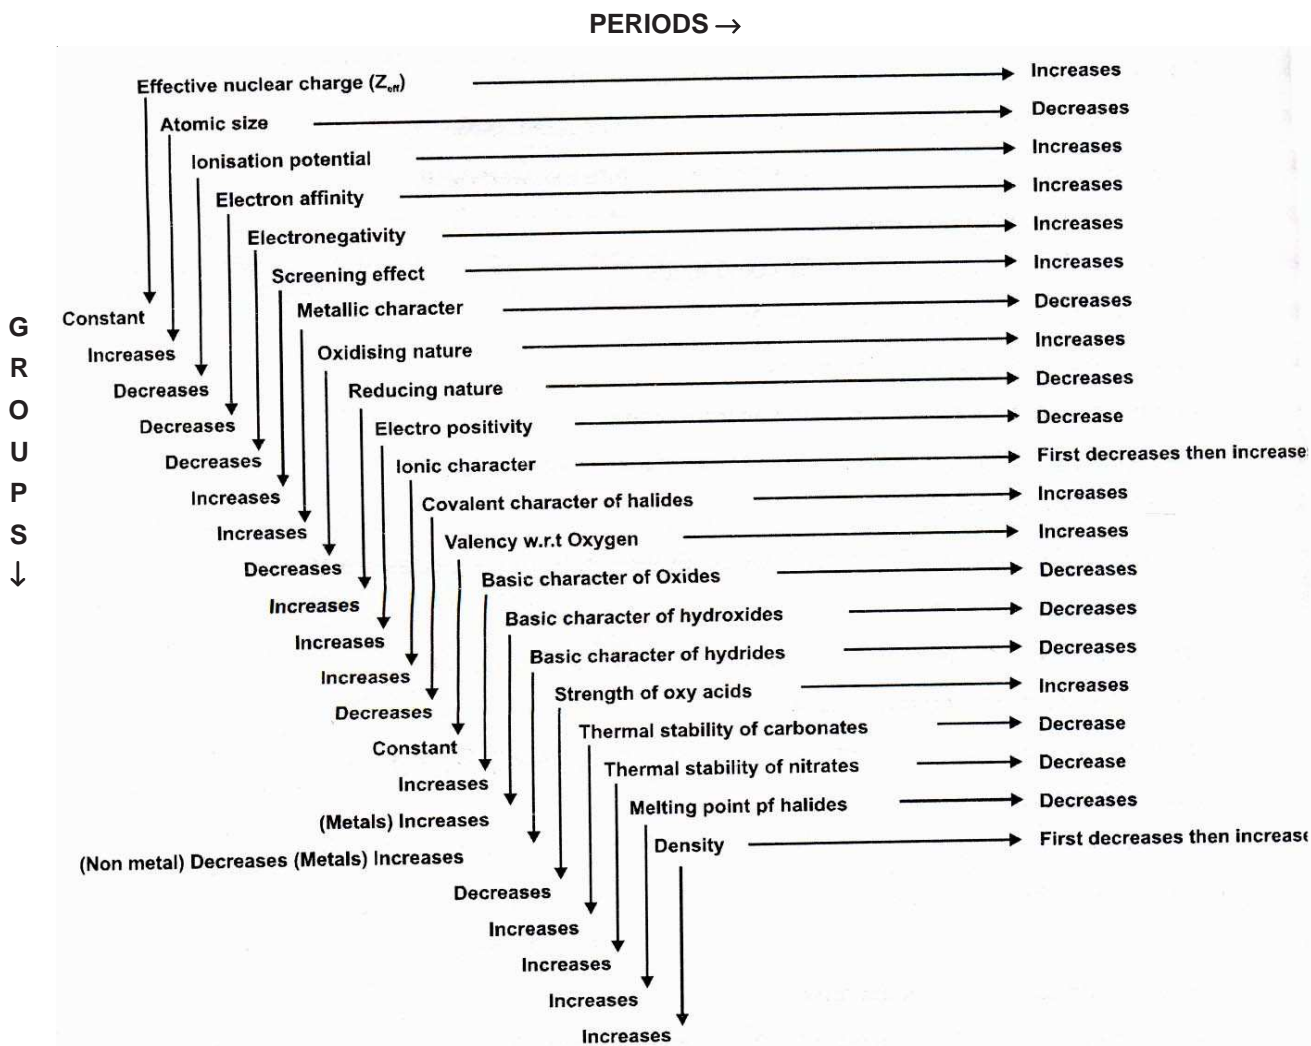 PERIODS →
Effective nuclear charge (Zeff) Increases
Atomic size Decreases
Ionisation potential Increases
Electron affinity Increases
Electronegativity Increases
Screening effect Increases
Metallic character Decreases
Constant
Oxidising nature Increases
Increases
Reducing nature Decreases
Decreases
Electro positivity Decrease
Decreases
Ionic character First decreases then increase
Decreases
Covalent character of halides Increases
Increases
Valency w.r.t Oxygen Increases
Increases
Basic character of Oxides Decreases
Decreases
Basic character of hydroxides Decreases
Increases
Basic character of hydrides Decreases
Increases
Strength of oxy acids Increases
Increases
Thermal stability of carbonates Decrease
Decreases
Thermal stability of nitrates Decrease
Constant
Melting point pf halides Decreases
Increases
Density First decreases then increase
(Metals) Increases
(Non metal) Decreases (Metals) Increases
Decreases
Increases
Increases
Increases
Increases
GROUPS ↓